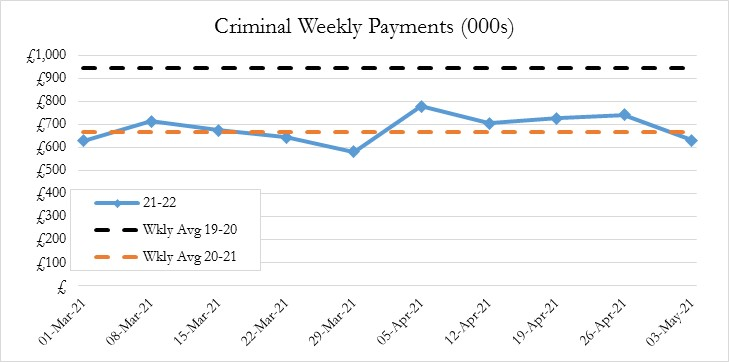 Criminal Weekly Payments (000s)
£1,000
£900
£800
£700
£600
£500
£400
£300
£200
£100
£
21-22
Wkly Avg 19-20
Wkly Avg 20-21
01-Mar-21
08-Mar-21
15-Mar-21
22-Mar-21
29-Mar-21
05-Apr-21
12-Apr-21
19-Apr-21
26-Apr-21
03-May-21